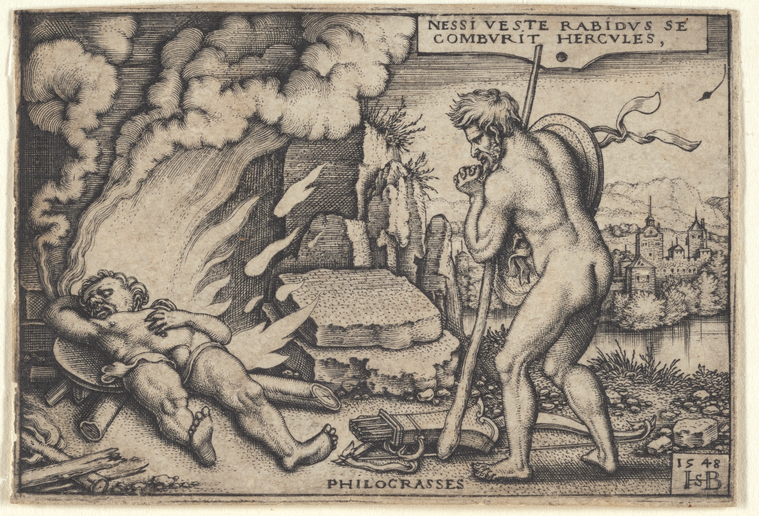 NESSI VESTE RABIDVS SE
COMBVRIT HERCVLES,
PHILOCRASSES
1548
HSB